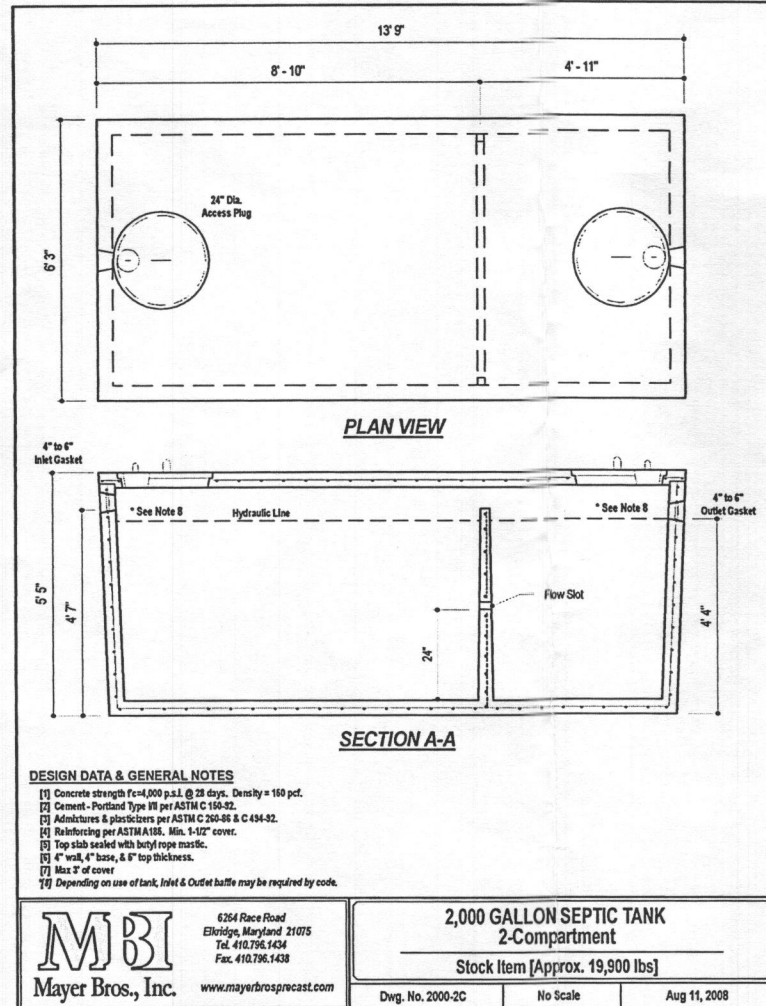 13' 9"
8' - 10"
4' - 11"
24" Dia.
Access Plug
6' 3"
PLAN VIEW
4" to 6"
Inlet Gasket
* See Note 8
Hydraulic Line
* See Note 8
4" to 6"
Outlet Gasket
5' 5"
4' 7"
Flow Slot
24"
4' 4"
SECTION A-A
DESIGN DATA & GENERAL NOTES
[1] Concrete strength f'c=4,000 p.s.i. @ 28 days. Density = 150 pcf.
[2] Cement - Portland Type I/II per ASTM C 150-92.
[3] Admixtures & plasticizers per ASTM C 260-86 & C 494-92.
[4] Reinforcing per ASTM A185. Min. 1-1/2" cover.
[5] Top slab sealed with butyl rope mastic.
[6] 4" wall, 4" base, & 5" top thickness.
[7] Max 3' of cover
*[8] Depending on use of tank, Inlet & Outlet baffle may be required by code.
MBI
Mayer Bros., Inc.
6264 Race Road
Elkridge, Maryland 21075
Tel. 410.796.1434
Fax. 410.796.1438
www.mayerbrosprecast.com
2,000 GALLON SEPTIC TANK
2-Compartment
Stock Item [Approx. 19,900 lbs]
Dwg. No. 2000-2C
No Scale
Aug 11, 2008